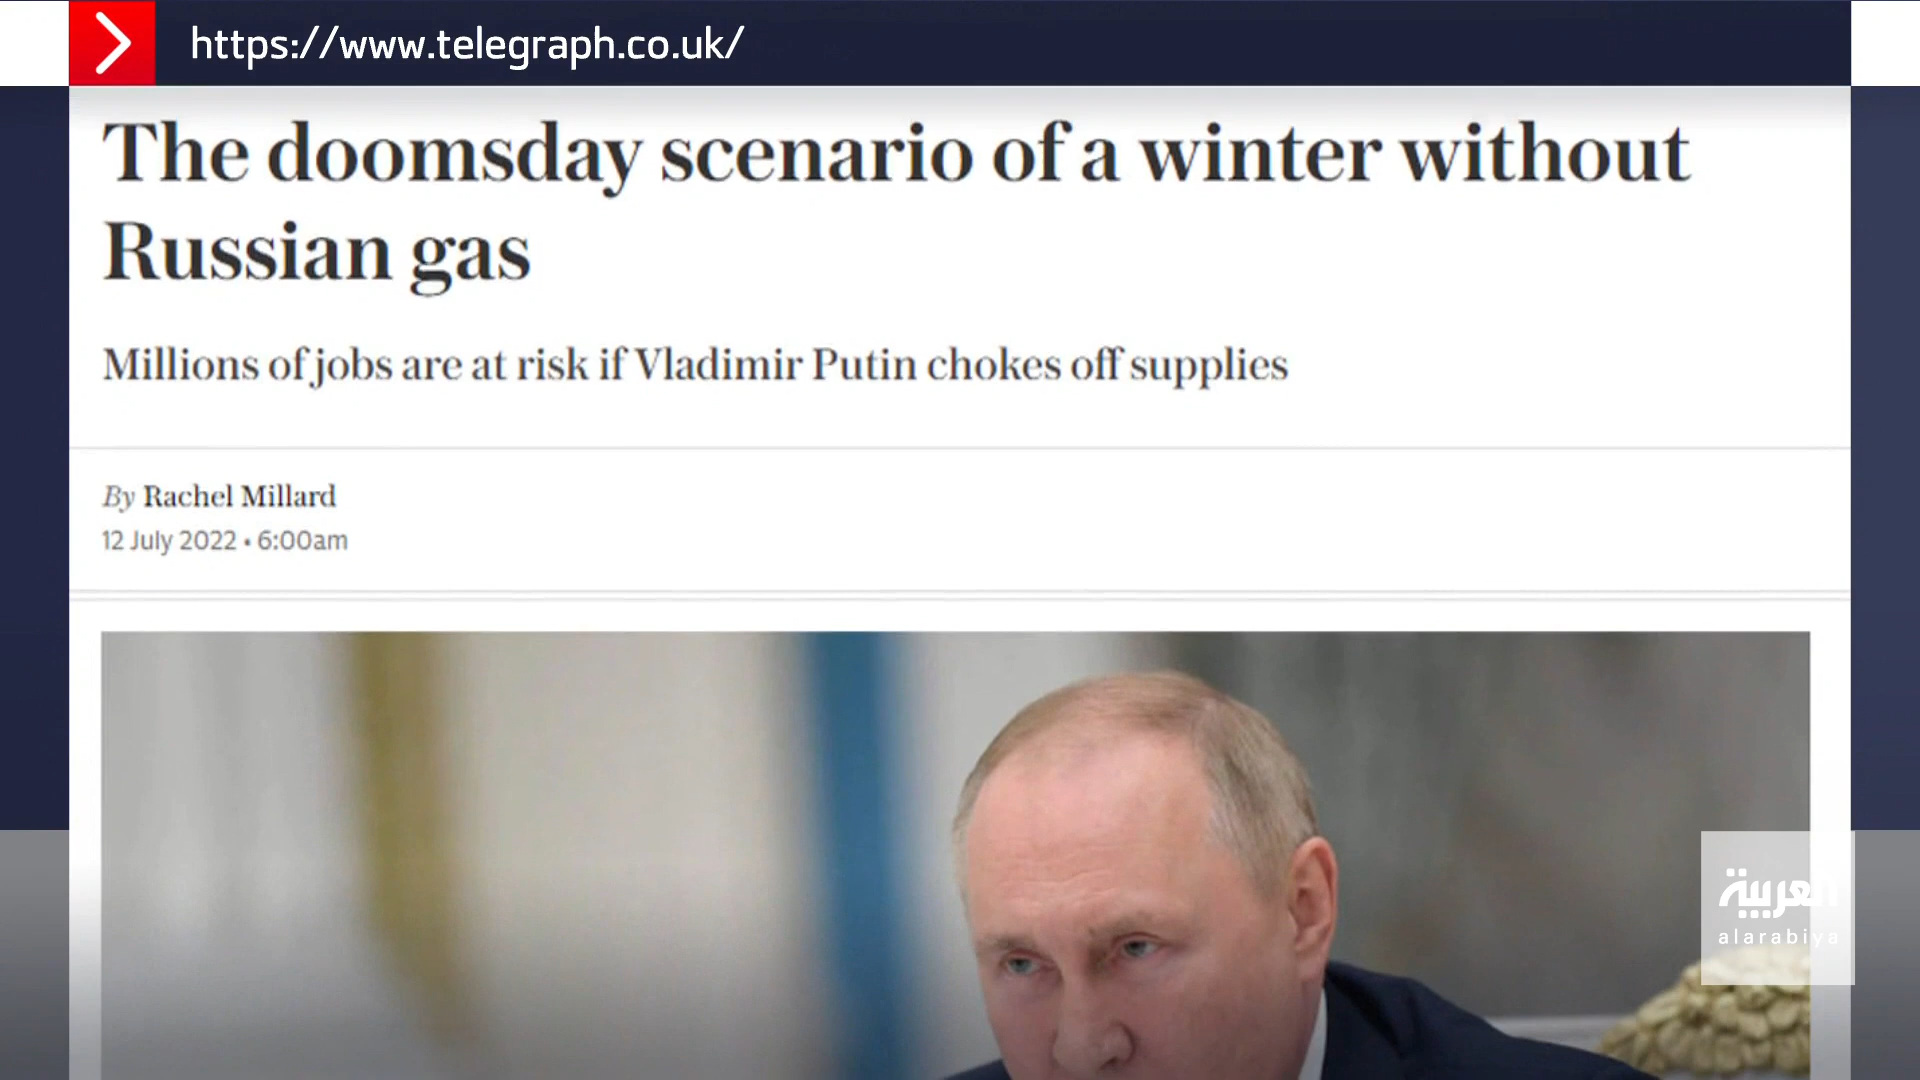 https://www.telegraph.co.uk/
The doomsday scenario of a winter without
Russian gas
Millions of jobs are at risk if Vladimir Putin chokes off supplies
By Rachel Millard
12 July 2022 • 6:00am
العربية
alarabiya